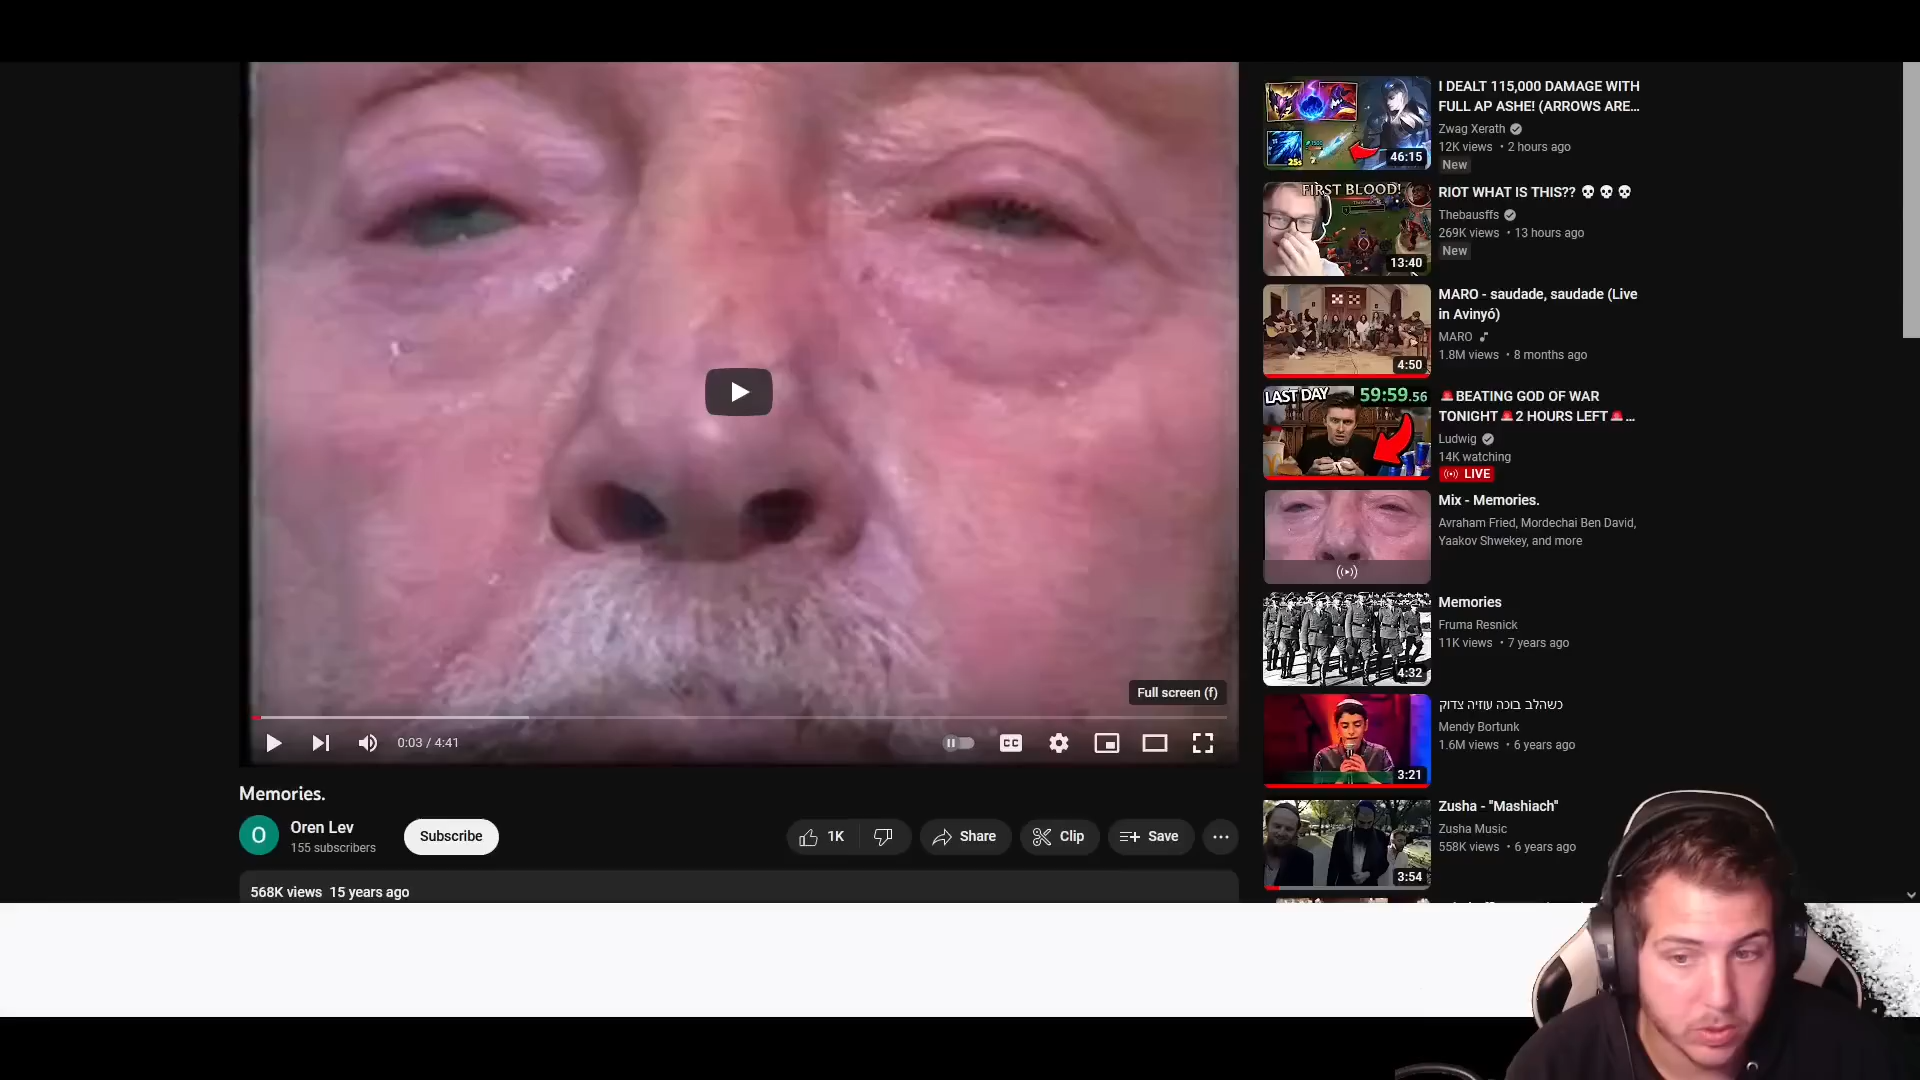 Full screen (f)
0:03 / 4:41
CC
Memories.
O
Oren Lev
155 subscribers
Subscribe
1K
Share
Clip
Save
568K views 15 years ago
25s
46:15
I DEALT 115,000 DAMAGE WITH
FULL AP ASHE! (ARROWS ARE...
Zwag Xerath
12K views • 2 hours ago
New
FIRST BLOOD!
13:40
RIOT WHAT IS THIS?? 💀💀💀
Thebausffs
269K views • 13 hours ago
New
4:50
MARO - saudade, saudade (Live
in Avinyó)
MARO
1.8M views • 8 months ago
LAST DAY
59:59.56
🚨BEATING GOD OF WAR
TONIGHT🚨2 HOURS LEFT🚨...
Ludwig
14K watching
LIVE
Mix - Memories.
Avraham Fried, Mordechai Ben David,
Yaakov Shwekey, and more
4:32
Memories
Fruma Resnick
11K views • 7 years ago
3:21
כשהלב בוכה עוזיה צדוק
Mendy Bortunk
1.6M views • 6 years ago
3:54
Zusha - "Mashiach"
Zusha Music
558K views • 6 years ago